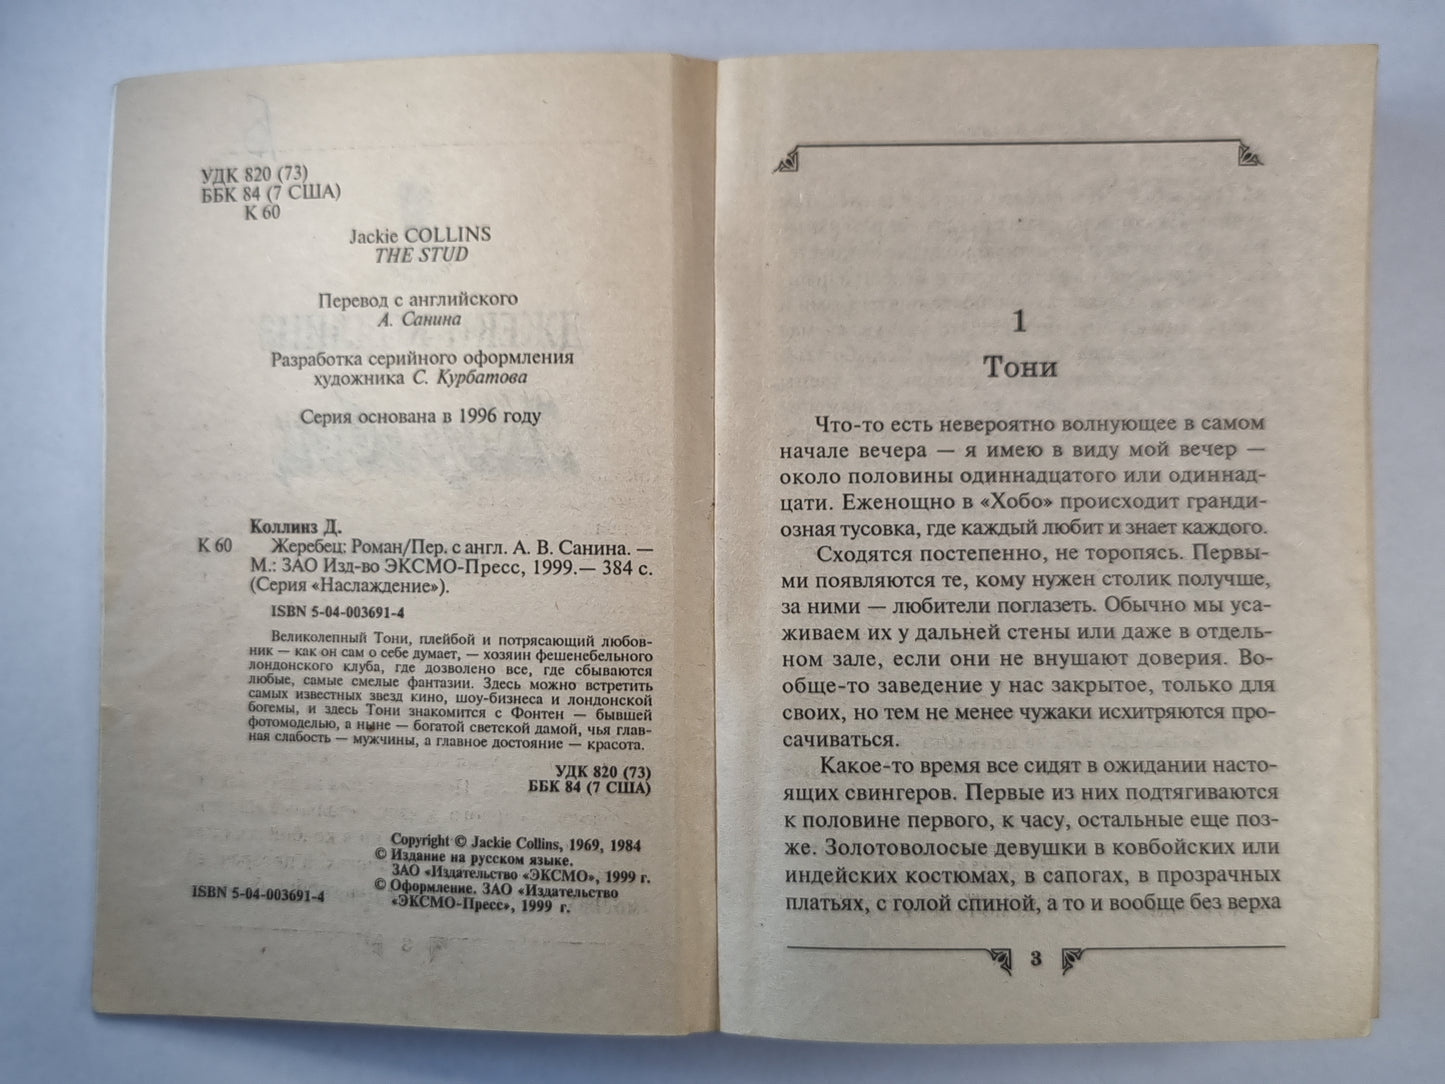 УДК 820 (73)
ББК 84 (7 США)
К 60
Jackie COLLINS
THE STUD
Перевод с английского
А. Санина
Разработка серийного оформления
художника С. Курбатова
Серия основана в 1996 году
Коллинз Д.
К 60 Жеребец: Роман/Пер. с англ. А. В. Санина. —
М.: ЗАО Изд-во ЭКСМО-Пресс, 1999.— 384 с.
(Серия «Наслаждение»).
ISBN 5-04-003691-4
Великолепный Тони, плейбой и потрясающий любов-
ник — как он сам о себе думает, — хозяин фешенебельного
лондонского клуба, где дозволено все, где сбываются
любые, самые смелые фантазии. Здесь можно встретить
самых известных звезд кино, шоу-бизнеса и лондонской
богемы, и здесь Тони знакомится с Фонтен — бывшей
фотомоделью, а ныне — богатой светской дамой, чья глав-
ная слабость — мужчины, а главное достояние — красота.
УДК 820 (73)
ББК 84 (7 США)
Copyright © Jackie Collins, 1969, 1984
© Издание на русском языке.
ЗАО «Издательство «ЭКСМО», 1999 г.
© Оформление. ЗАО «Издательство
«ЭКСМО-Пресс», 1999 г.
ISBN 5-04-003691-4
1
Тони
Что-то есть невероятно волнующее в самом
начале вечера — я имею в виду мой вечер —
около половины одиннадцатого или одиннад-
цати. Еженощно в «Хобо» происходит гранди-
озная тусовка, где каждый любит и знает каждого.
Сходятся постепенно, не торопясь. Первы-
ми появляются те, кому нужен столик получше,
за ними — любители поглазеть. Обычно мы уса-
живаем их у дальней стены или даже в отдель-
ном зале, если они не внушают доверия. Во-
обще-то заведение у нас закрытое, только для
своих, но тем не менее чужаки исхитряются про-
сачиваться.
Какое-то время все сидят в ожидании насто-
ящих свингеров. Первые из них подтягиваются
к половине первого, к часу, остальные еще поз-
же. Золотоволосые девушки в ковбойских или
индейских костюмах, в сапогах, в прозрачных
платьях, с голой спиной, а то и вообще без верха
3